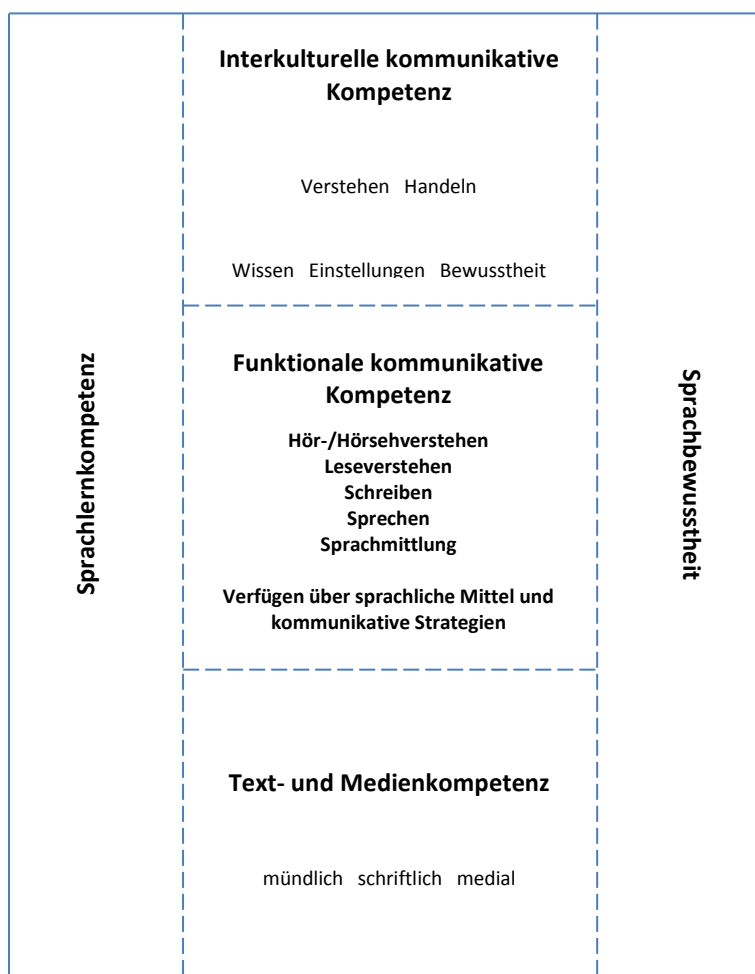 Interkulturelle kommunikative
Kompetenz
Verstehen Handeln
Wissen Einstellungen Bewusstheit
Sprachlernkompetenz
Funktionale kommunikative
Kompetenz
Hör-/Hörsehverstehen
Leseverstehen
Schreiben
Sprechen
Sprachmittlung
Verfügen über sprachliche Mittel und
kommunikative Strategien
Sprachbewusstheit
Text- und Medienkompetenz
mündlich schriftlich medial